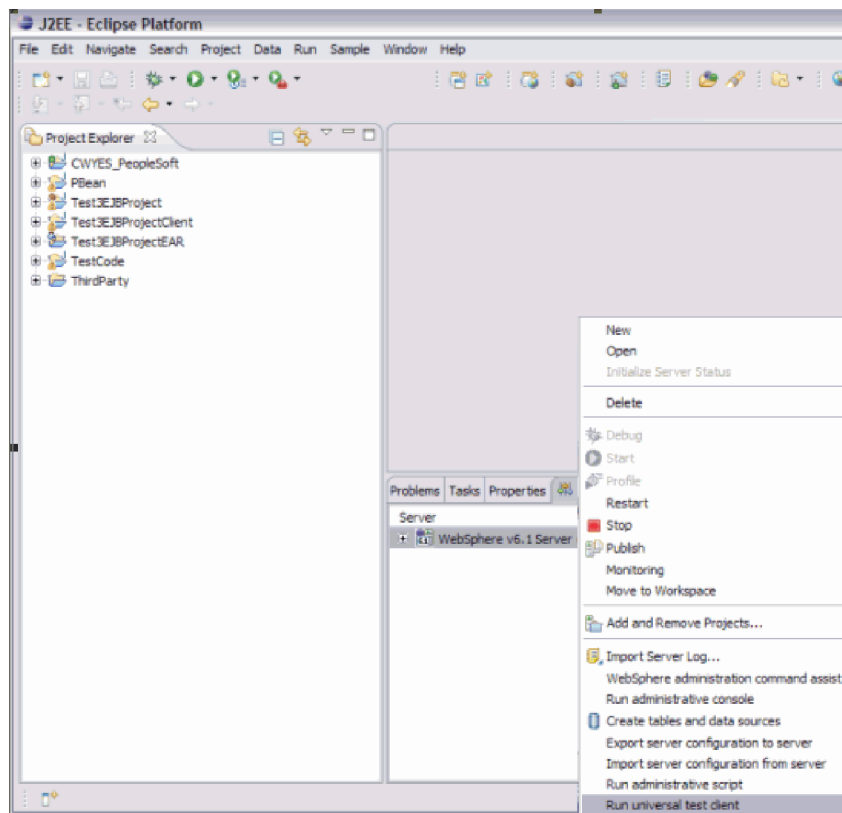 J2EE - Eclipse Platform
File Edit Navigate Search Project Data Run Sample Window Help
Project Explorer
CWYES_PeopleSoft
PBean
Test3EJBProject
Test3EJBProjectClient
Test3EJBProjectEAR
TestCode
ThirdParty
Problems Tasks Properties
Server
WebSphere v6.1 Server
New
Open
Initialize Server Status
Delete
Debug
Start
Profile
Restart
Stop
Publish
Monitoring
Move to Workspace
Add and Remove Projects...
Import Server Log...
WebSphere administration command assist
Run administrative console
Create tables and data sources
Export server configuration to server
Import server configuration from server
Run administrative script
Run universal test client